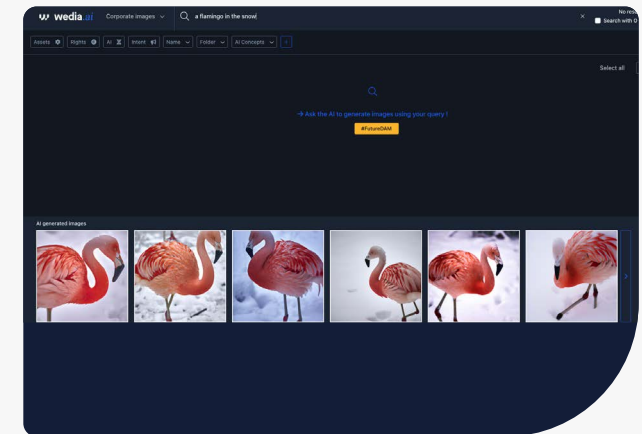 wedia.ai
Corporate images
a flamingo in the snow
No res
Search with O
Assets
Rights
AI
Intent
Name
Folder
AI Concepts
Select all
Ask the AI to generate images using your query !
#FutureDAM
AI generated images